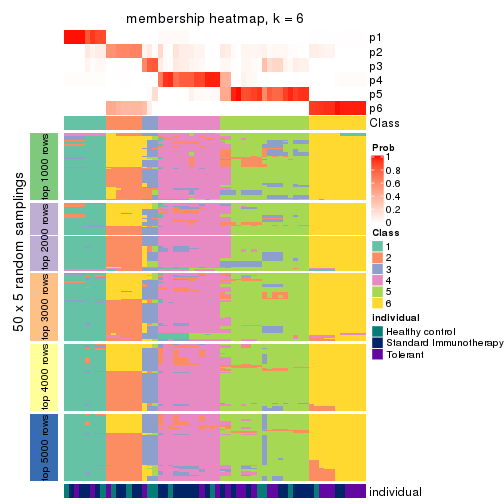 membership heatmap, k = 6
p1
p2
p3
p4
p5
p6
Class
50 x 5 random samplings
top 1000 rows
top 2000 rows
top 3000 rows
top 4000 rows
top 5000 rows
individual
Prob
1
0.8
0.6
0.4
0.2
0
Class
1
2
3
4
5
6
individual
Healthy control
Standard Immunotherapy
Tolerant